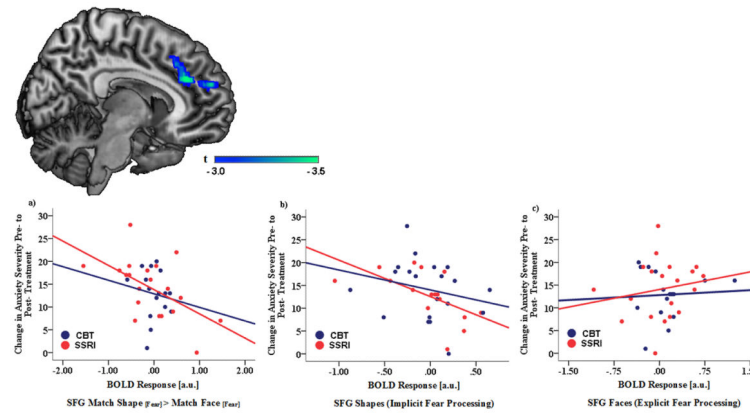 t
- 3.0
- 3.5
a)
Change in Anxiety Severity Pre- to
Post- Treatment
30
25
20
15
10
5
0
CBT
SSRI
-2.00
-1.00
.00
1.00
2.00
BOLD Response [a.u.]
SFG Match Shape [Fear] > Match Face [Fear]
b)
Change in Anxiety Severity Pre- to
Post- Treatment
30
25
20
15
10
5
0
CBT
SSRI
-1.00
-.50
.00
.50
BOLD Response [a.u.]
SFG Shapes (Implicit Fear Processing)
c)
Change in Anxiety Severity Pre- to
Post- Treatment
30
25
20
15
10
5
0
CBT
SSRI
-1.50
-.75
.00
.75
BOLD Response [a.u.]
SFG Faces (Explicit Fear Processing)